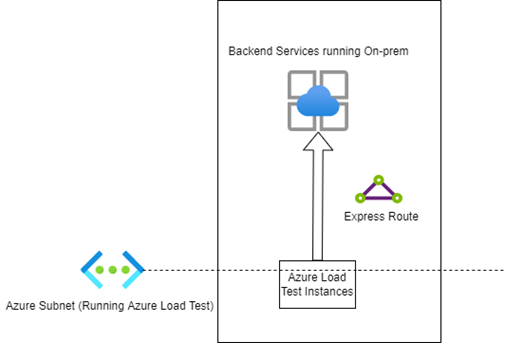 Backend Services running On-prem
Express Route
Azure Load
Test Instances
Azure Subnet (Running Azure Load Test)